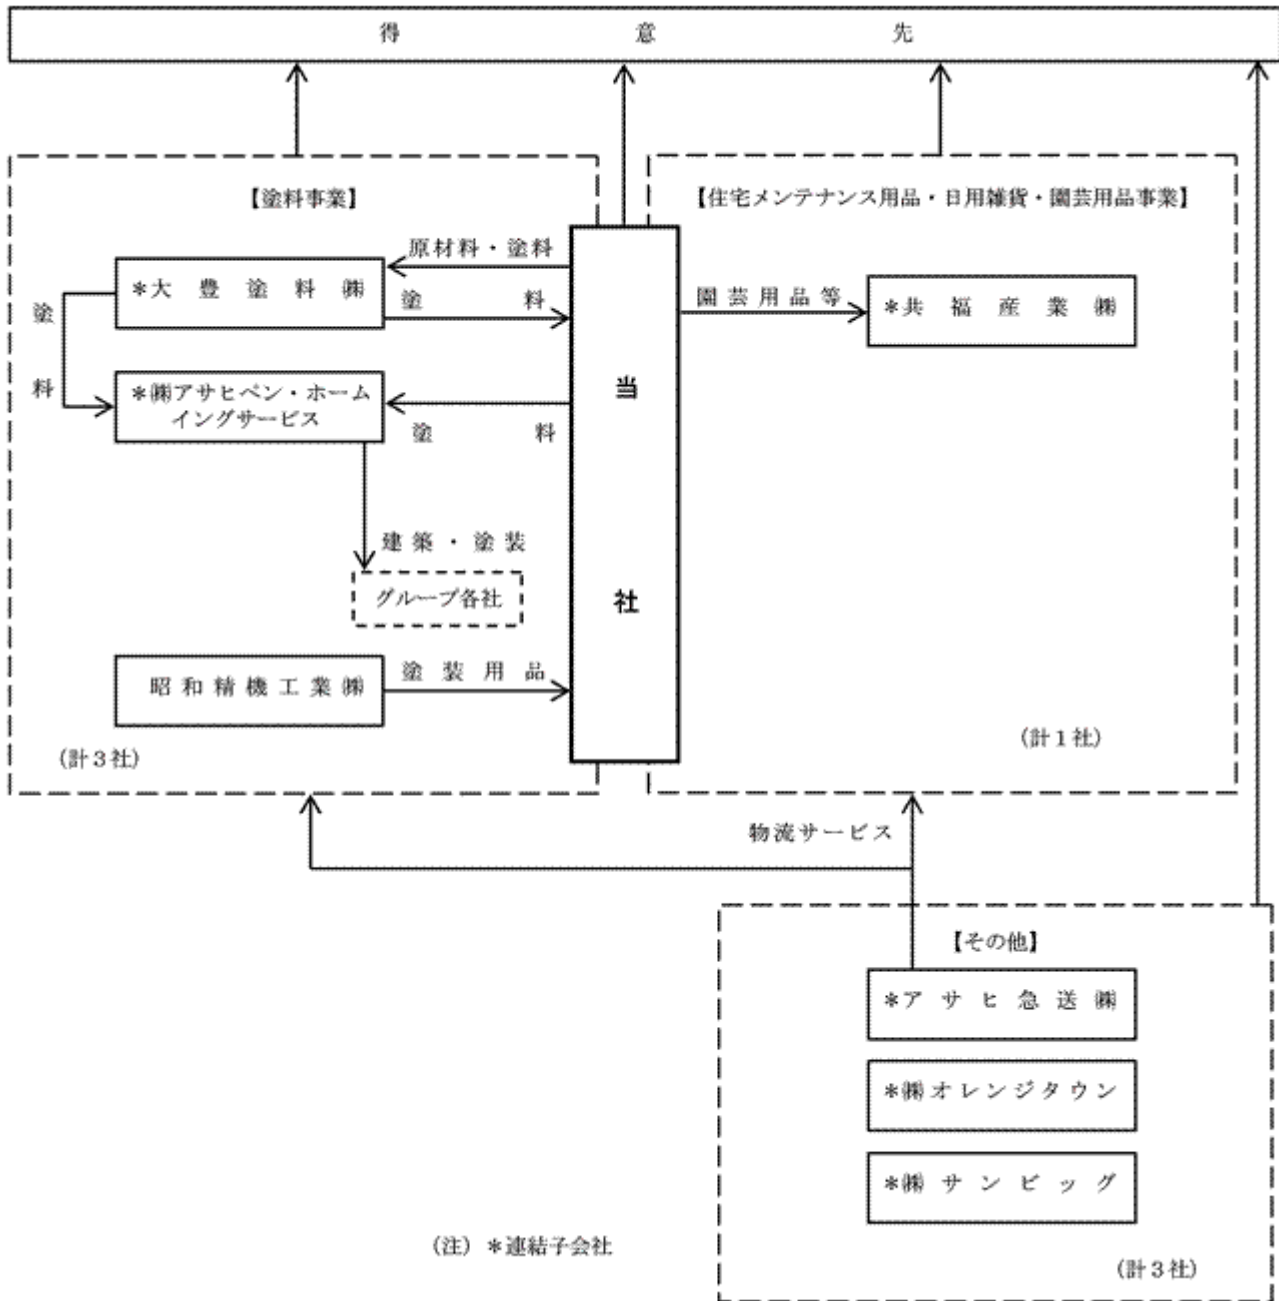 得意先
【塗料事業】
【住宅メンテナンス用品・日用雑貨・園芸用品事業】
原材料・塗料
＊大豊塗料㈱
塗料
塗料
園芸用品等
＊共福産業㈱
＊㈱アサヒペン・ホーム
イングサービス
塗料
当社
建築・塗装
グループ各社
昭和精機工業㈱
塗装用品
(計３社)
(計１社)
物流サービス
【その他】
＊アサヒ急送㈱
＊㈱オレンジタウン
＊㈱サンビッグ
(注) ＊連結子会社
(計３社)